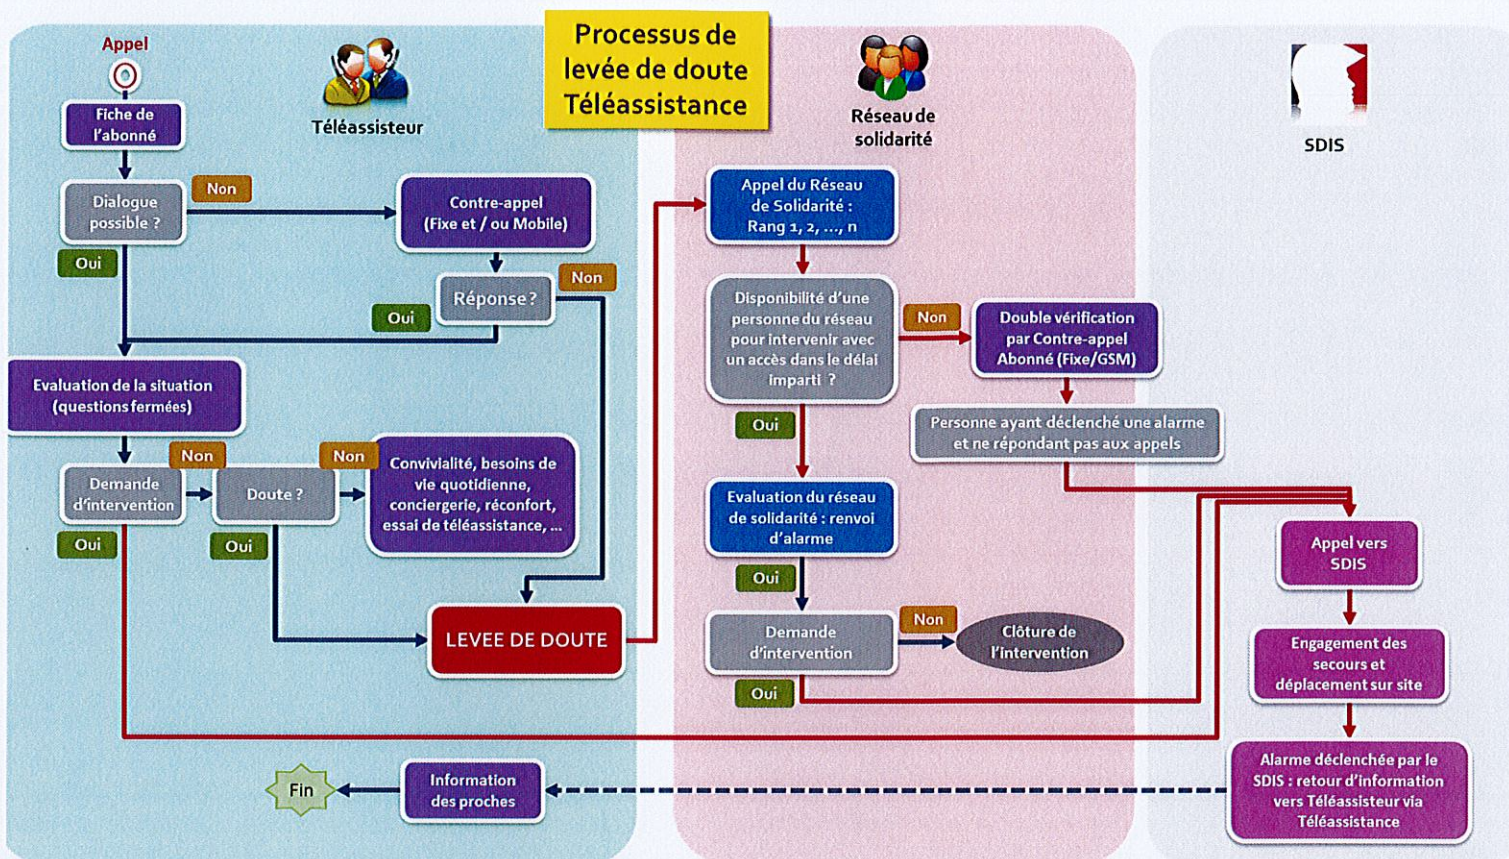 Processus de
levée de doute
Téléassistance
Appel
Fiche de
l'abonné
Téléassisteur
Dialogue
possible ?
Non
Oui
Contre-appel
(Fixe et / ou Mobile)
Réponse ?
Non
Oui
Evaluation de la situation
(questions fermées)
Demande
d'intervention
Non
Oui
Doute ?
Non
Oui
Convivialité, besoins de
vie quotidienne,
conciergerie, réconfort,
essai de téléassistance, ...
LEVEE DE DOUTE
Réseau de
solidarité
Appel du Réseau
de Solidarité :
Rang 1, 2, ..., n
Disponibilité d'une
personne du réseau
pour intervenir avec
un accès dans le délai
imparti ?
Non
Oui
Double vérification
par Contre-appel
Abonné (Fixe/GSM)
Personne ayant déclenché une alarme
et ne répondant pas aux appels
Evaluation du réseau
de solidarité : renvoi
d'alarme
Oui
Demande
d'intervention
Non
Oui
Clôture de
l'intervention
SDIS
Appel vers
SDIS
Engagement des
secours et
déplacement sur site
Alarme déclenchée par le
SDIS : retour d'information
vers Téléassisteur via
Téléassistance
Information
des proches
Fin